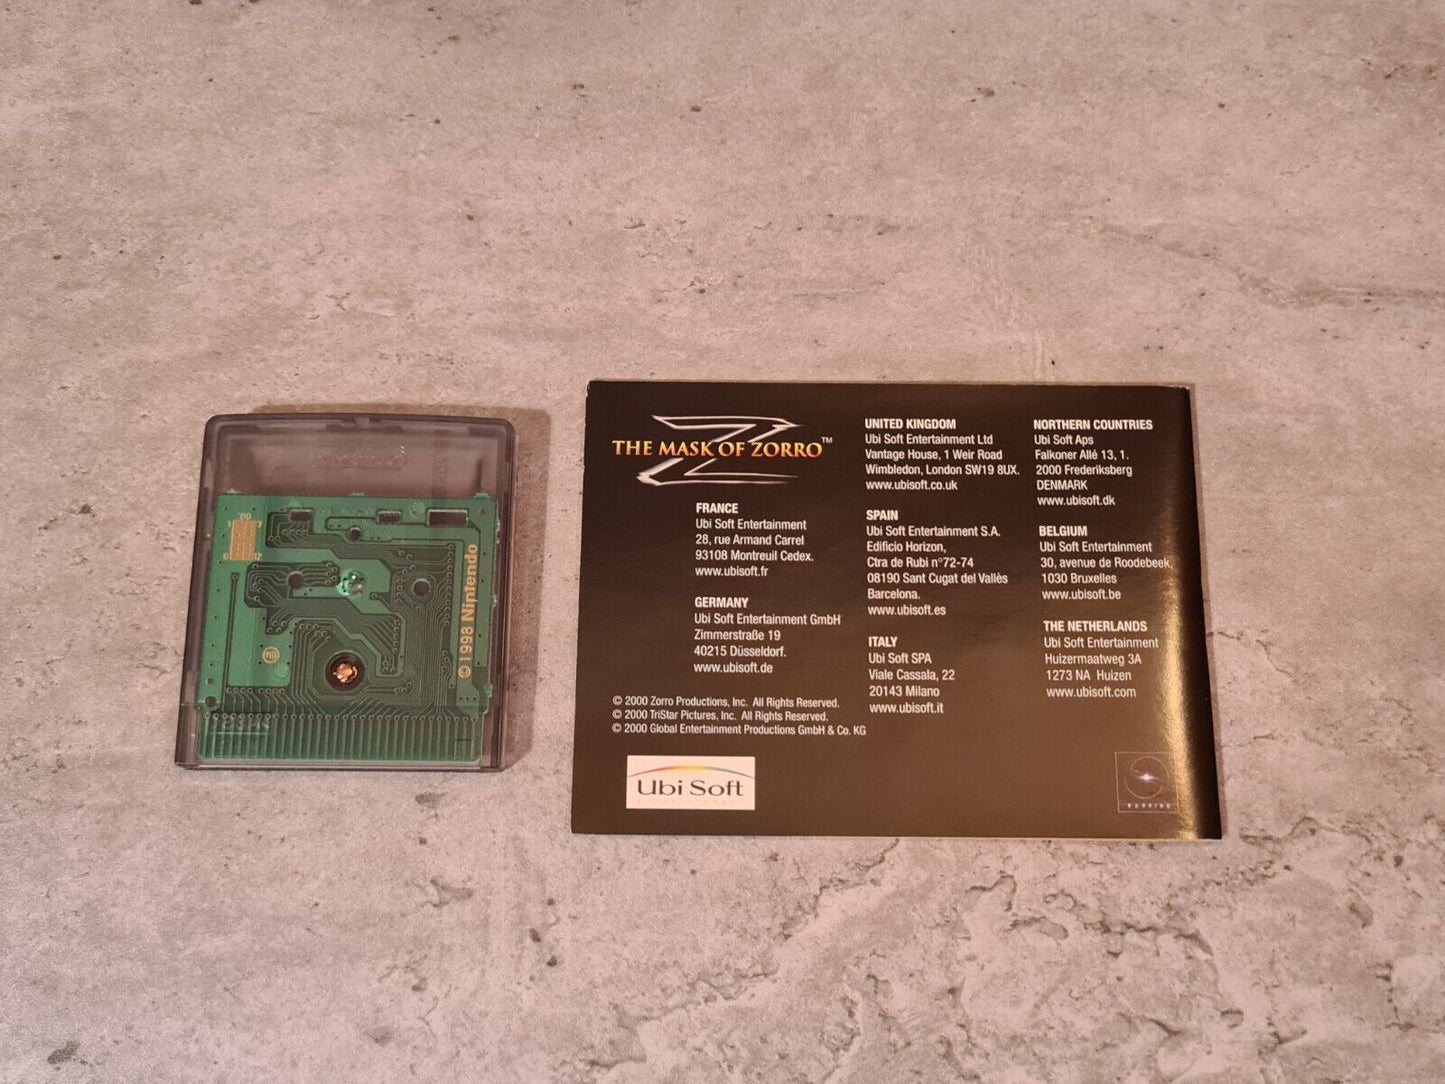 © 1998 Nintendo
THE MASK OF ZORRO™
FRANCE
Ubi Soft Entertainment
28, rue Armand Carrel
93108 Montreuil Cedex.
www.ubisoft.fr
GERMANY
Ubi Soft Entertainment GmbH
Zimmerstraße 19
40215 Düsseldorf.
www.ubisoft.de
UNITED KINGDOM
Ubi Soft Entertainment Ltd
Vantage House, 1 Weir Road
Wimbledon, London SW19 8UX.
www.ubisoft.co.uk
SPAIN
Ubi Soft Entertainment S.A.
Edificio Horizon,
Ctra de Rubi n°72-74
08190 Sant Cugat del Vallès
Barcelona.
www.ubisoft.es
ITALY
Ubi Soft SPA
Viale Cassala, 22
20143 Milano
www.ubisoft.it
NORTHERN COUNTRIES
Ubi Soft Aps
Falkoner Allé 13, 1.
2000 Frederiksberg
DENMARK
www.ubisoft.dk
BELGIUM
Ubi Soft Entertainment
30, avenue de Roodebeek,
1030 Bruxelles
www.ubisoft.be
THE NETHERLANDS
Ubi Soft Entertainment
Huizermaatweg 3A
1273 NA Huizen
www.ubisoft.com
© 2000 Zorro Productions, Inc. All Rights Reserved.
© 2000 TriStar Pictures, Inc. All Rights Reserved.
© 2000 Global Entertainment Productions GmbH & Co. KG
Ubi Soft